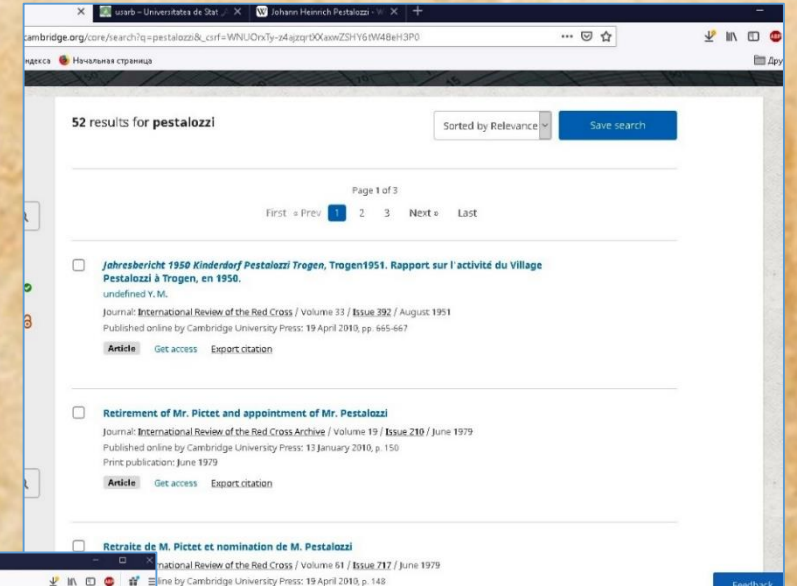 usarb – Universitatea de Stat
Johann Heinrich Pestalozzi - W
cambridge.org/core/search?q=pestalozzi&_csrf=WNUOrxTy-z4ajzqrtXXaxwZSHY6tW48eH3P0
ндекса Начальная страница
Дру
52 results for pestalozzi
Sorted by Relevance
Save search
Page 1 of 3
First « Prev 1 2 3 Next » Last
Jahresbericht 1950 Kinderdorf Pestalozzi Trogen, Trogen1951. Rapport sur l'activité du Village
Pestalozzi à Trogen, en 1950.
undefined Y. M.
Journal: International Review of the Red Cross / Volume 33 / Issue 392 / August 1951
Published online by Cambridge University Press: 19 April 2010, pp. 665-667
Article Get access Export citation
Retirement of Mr. Pictet and appointment of Mr. Pestalozzi
Journal: International Review of the Red Cross Archive / Volume 19 / Issue 210 / June 1979
Published online by Cambridge University Press: 13 January 2010, p. 150
Print publication: June 1979
Article Get access Export citation
Retraite de M. Pictet et nomination de M. Pestalozzi
national Review of the Red Cross / Volume 61 / Issue 717 / June 1979
line by Cambridge University Press: 19 April 2010, p. 148
Feedback